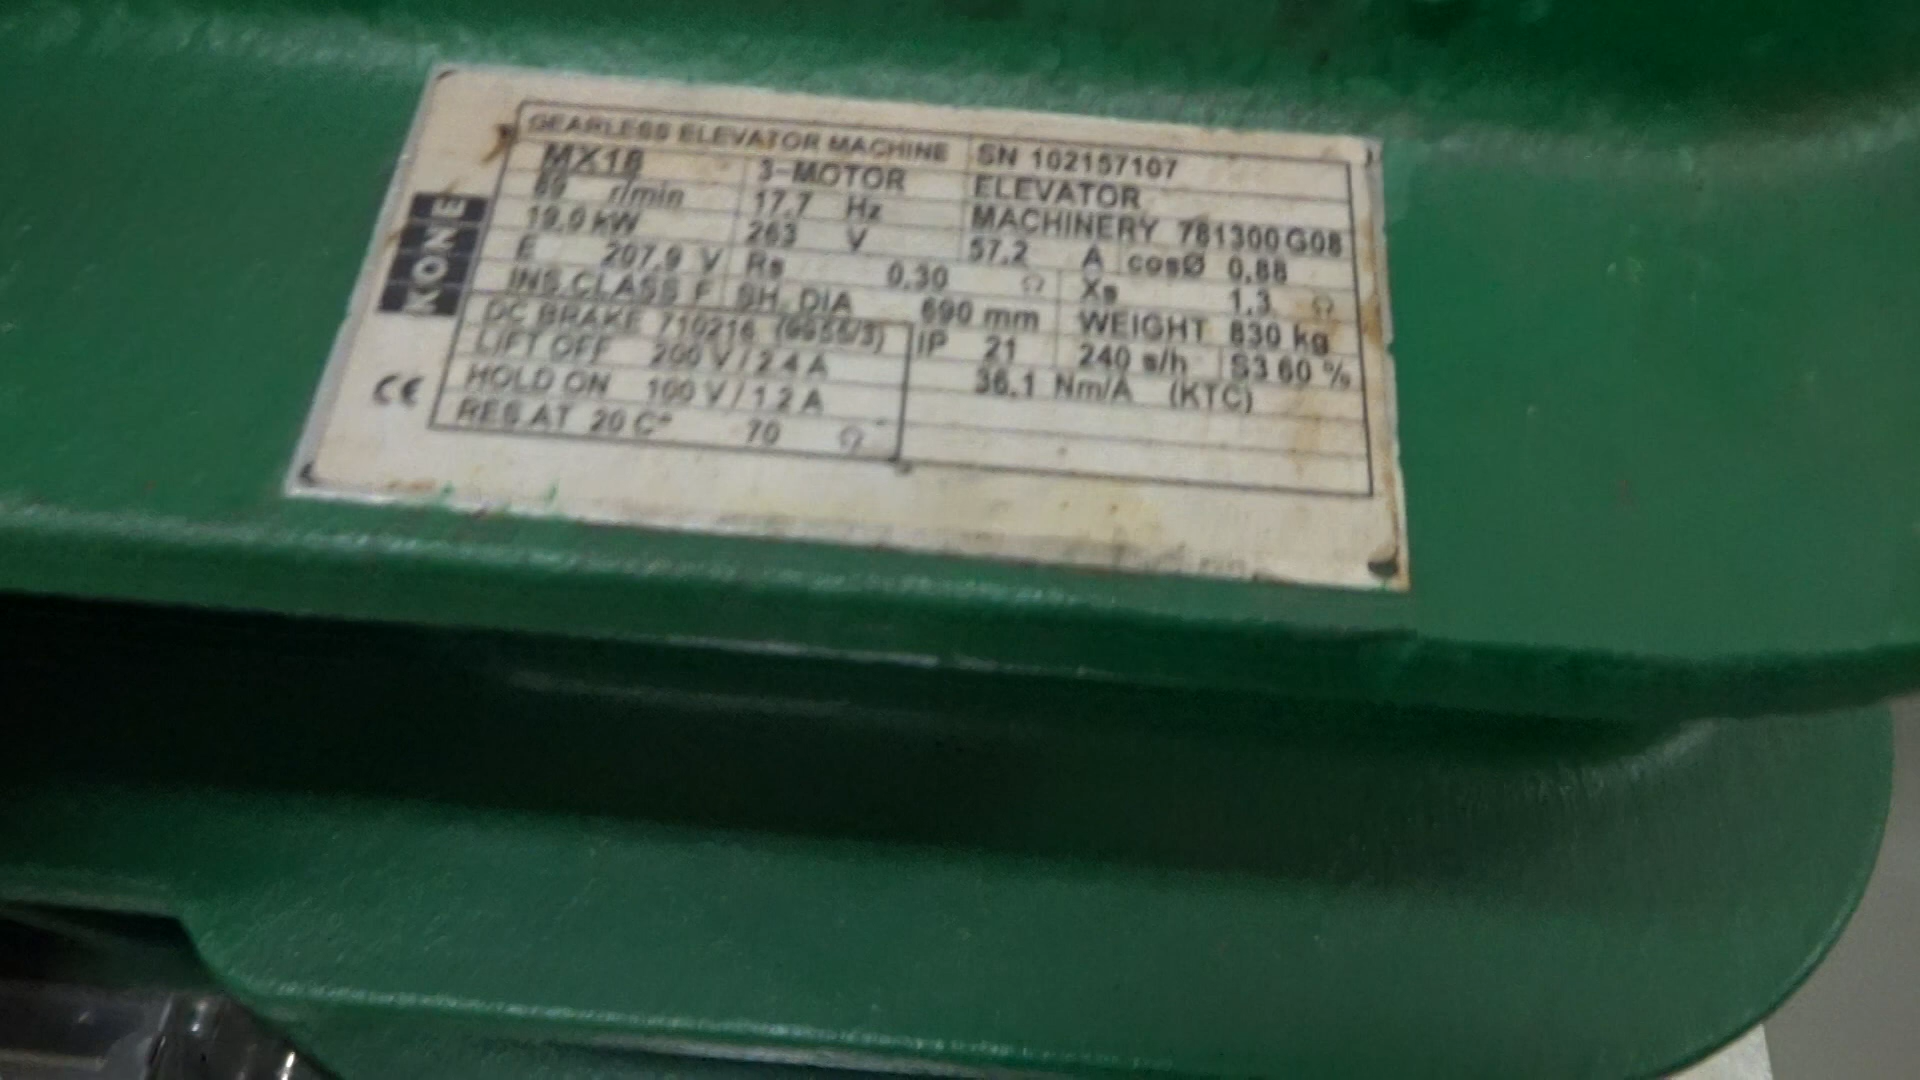 KONE
GEARLESS ELEVATOR MACHINE SN 102157107
MX18 3~MOTOR ELEVATOR
r/min 17.7 Hz MACHINERY 781300G08
19.0 kW 263 V 57.2 A cosØ 0.88
E 207.9 V Rs 0.30 Ω Xs 1.3 Ω
INS.CLASS F SH. DIA 690 mm WEIGHT 830 kg
DC BRAKE 710216 IP 21 240 s/h S3 60 %
LIFT OFF 200 V / 2.4 A 36.1 Nm/A (KTC)
HOLD ON 100 V / 1.2 A
RES.AT 20 C° 70 Ω
CE